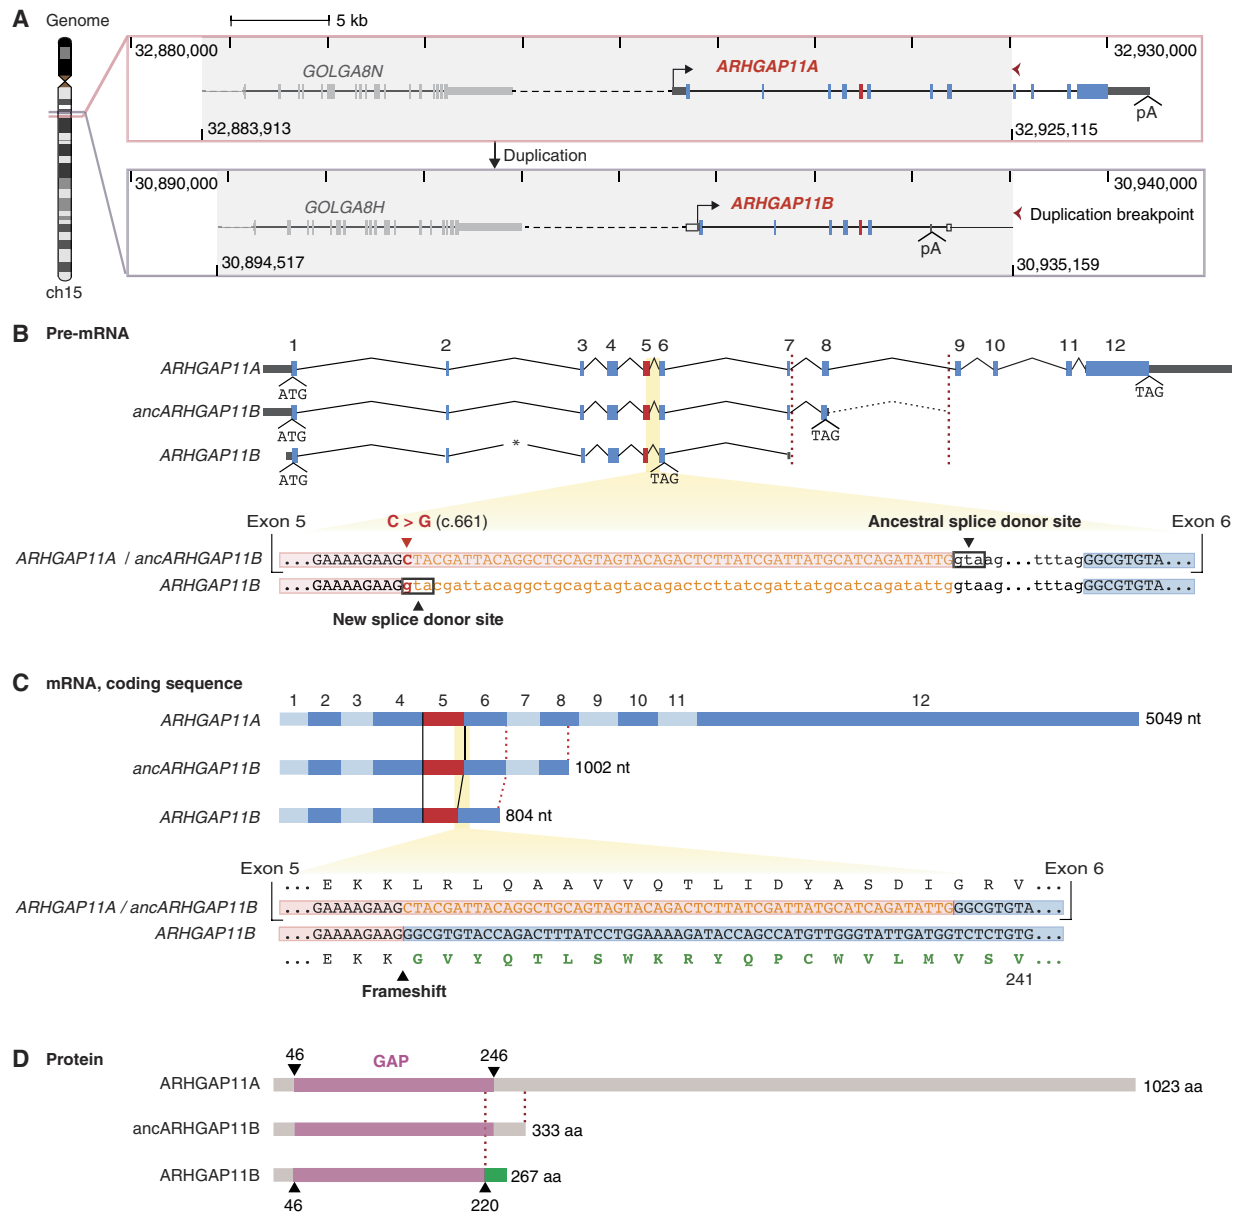 A Genome
5 kb
32,880,000
32,930,000
GOLGA8N
ARHGAP11A
pA
32,883,913
32,925,115
Duplication
30,890,000
30,940,000
GOLGA8H
ARHGAP11B
Duplication breakpoint
pA
30,894,517
30,935,159
ch15
B Pre-mRNA
1 2 3 4 5 6 7 8 9 10 11 12
ARHGAP11A
ATG
TAG
ancARHGAP11B
ATG
TAG
ARHGAP11B
*
ATG
TAG
Exon 5
C > G (c.661)
Ancestral splice donor site
Exon 6
ARHGAP11A / ancARHGAP11B
...GAAAAGAAGCTACGATTACAGGCTGCAGTAGTACAGACTCTTATCGATTATGCATCAGATATTGgtaag...tttagGGCGTGTA...
ARHGAP11B
...GAAAAGAAGgtacgattacaggctgcagtagtacagactcttatcgattatgcatcagatattggtaag...tttagGGCGTGTA...
New splice donor site
C mRNA, coding sequence
1 2 3 4 5 6 7 8 9 10 11 12
ARHGAP11A
5049 nt
ancARHGAP11B
1002 nt
ARHGAP11B
804 nt
Exon 5
Exon 6
... E K K L R L Q A A V V Q T L I D Y A S D I G R V ...
ARHGAP11A / ancARHGAP11B
...GAAAAGAAGCTACGATTACAGGCTGCAGTAGTACAGACTCTTATCGATTATGCATCAGATATTGGGCGTGTA...
ARHGAP11B
...GAAAAGAAGGGCGTGTACCAGACTTTATCCTGGAAAAGATACCAGCCATGTTGGGTATTGATGGTCTCTGTG...
... E K K G V Y Q T L S W K R Y Q P C W V L M V S V ...
Frameshift
241
D Protein
46
GAP
246
ARHGAP11A
1023 aa
ancARHGAP11B
333 aa
ARHGAP11B
267 aa
46
220